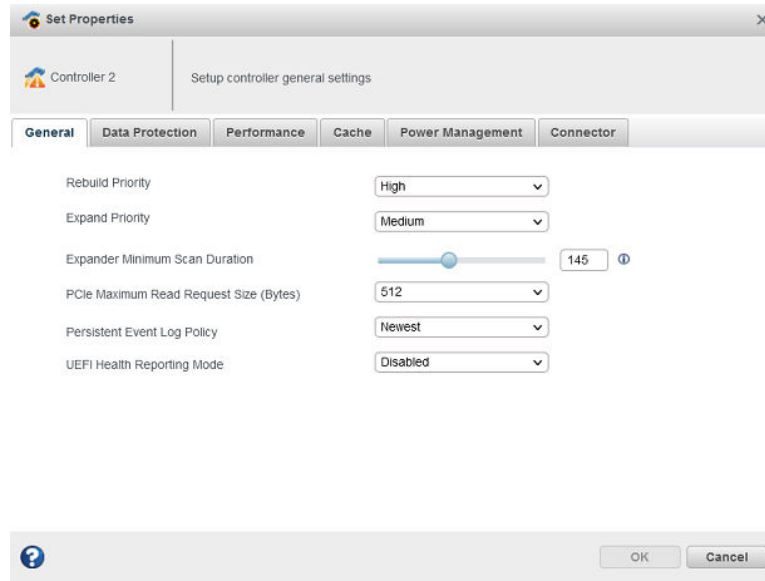 Set Properties
Controller 2
Setup controller general settings
General Data Protection Performance Cache Power Management Connector
Rebuild Priority High
Expand Priority Medium
Expander Minimum Scan Duration 145
PCIe Maximum Read Request Size (Bytes) 512
Persistent Event Log Policy Newest
UEFI Health Reporting Mode Disabled
OK Cancel